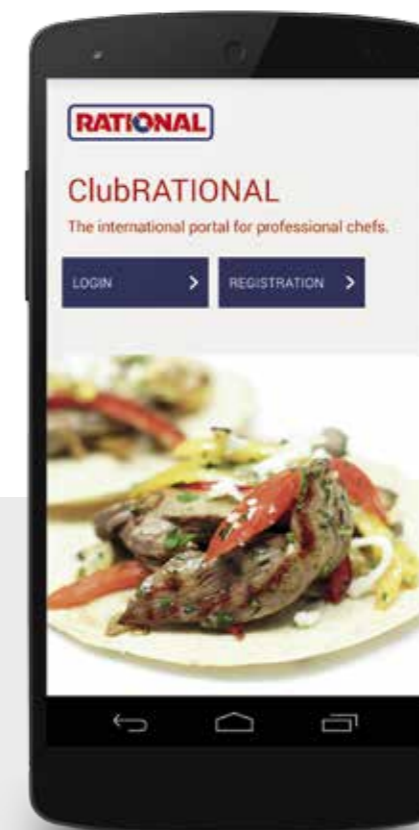 RATIONAL
ClubRATIONAL
The international portal for professional chefs.
LOGIN
REGISTRATION